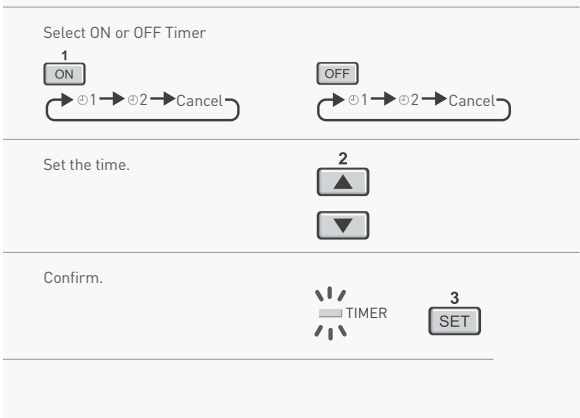 Select ON or OFF Timer
1
ON OFF
1 2 Cancel 1 2 Cancel
Set the time.
2
Confirm.
TIMER
3
SET